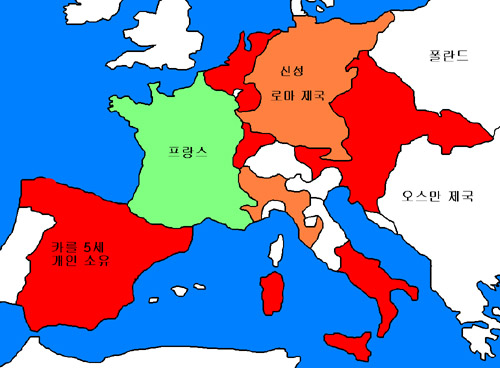 폴란드
신성
로마 제국
프랑스
오스만 제국
카를 5세
개인 소유